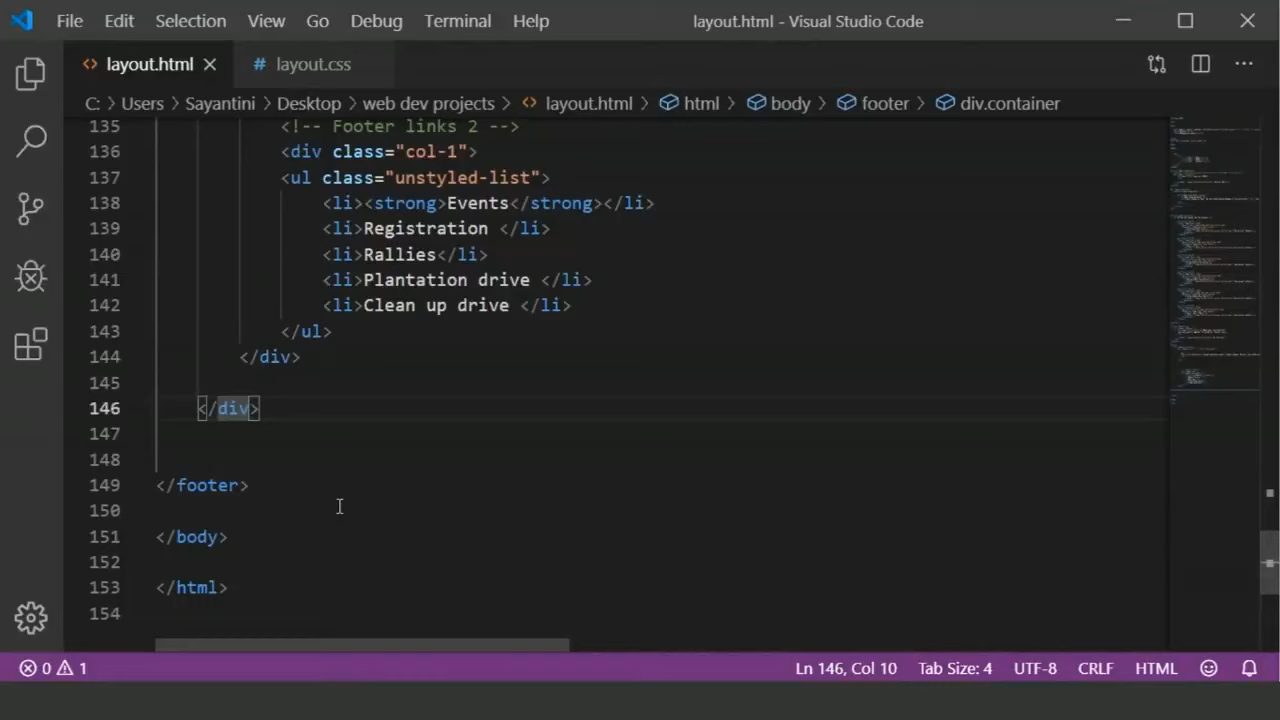 File Edit Selection View Go Debug Terminal Help layout.html - Visual Studio Code
layout.html layout.css
C: > Users > Sayantini > Desktop > web dev projects > layout.html > html > body > footer > div.container
135 <!-- Footer links 2 -->
136 <div class="col-1">
137 <ul class="unstyled-list">
138 <li><strong>Events</strong></li>
139 <li>Registration </li>
140 <li>Rallies</li>
141 <li>Plantation drive </li>
142 <li>Clean up drive </li>
143 </ul>
144 </div>
145
146 </div>
147
148
149 </footer>
150
151 </body>
152
153 </html>
154
0 1 Ln 146, Col 10 Tab Size: 4 UTF-8 CRLF HTML